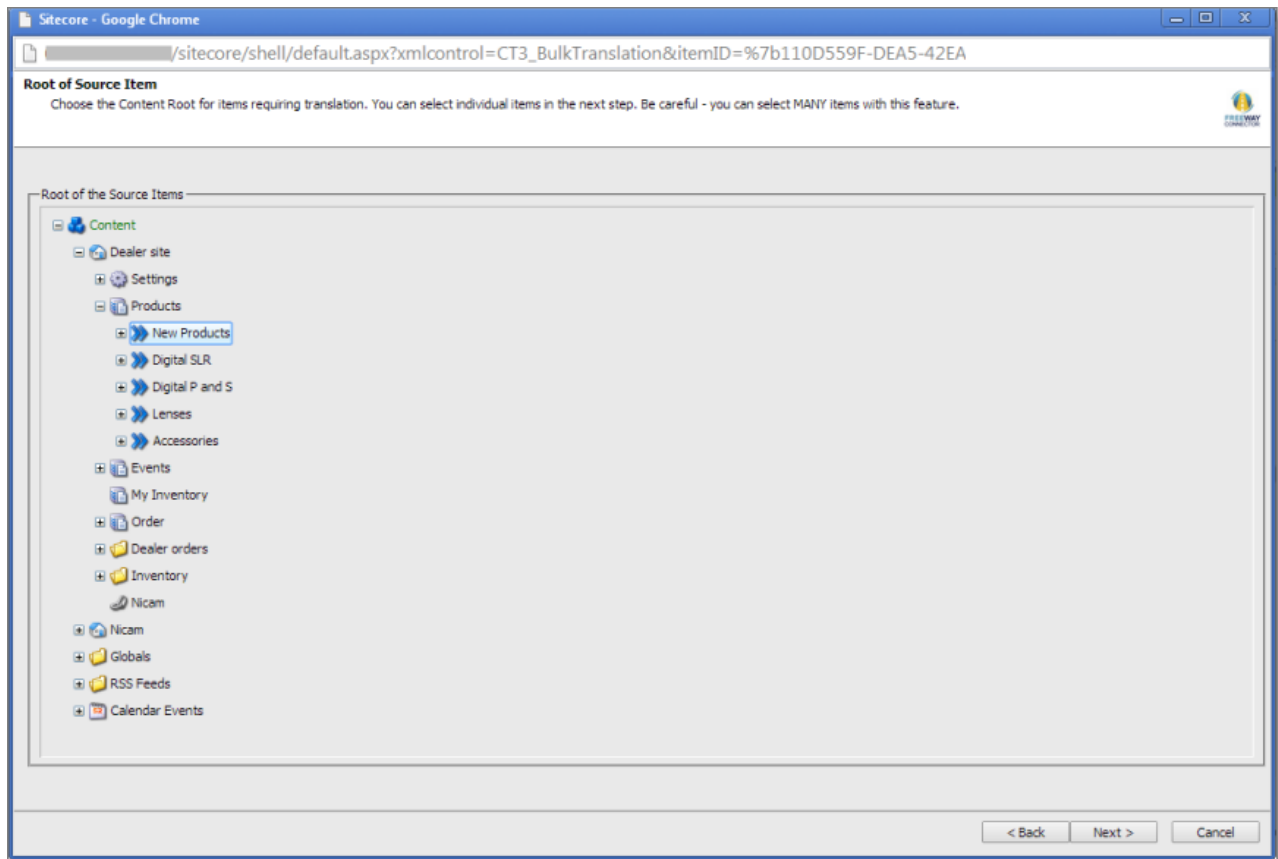 Sitecore - Google Chrome
/sitecore/shell/default.aspx?xmlcontrol=CT3_BulkTranslation&itemID=%7b110D559F-DEA5-42EA
Root of Source Item
Choose the Content Root for items requiring translation. You can select individual items in the next step. Be careful - you can select MANY items with this feature.
FREEWAY
CONNECTOR
Root of the Source Items
Content
Dealer site
Settings
Products
New Products
Digital SLR
Digital P and S
Lenses
Accessories
Events
My Inventory
Order
Dealer orders
Inventory
Nicam
Nicam
Globals
RSS Feeds
Calendar Events
< Back Next > Cancel